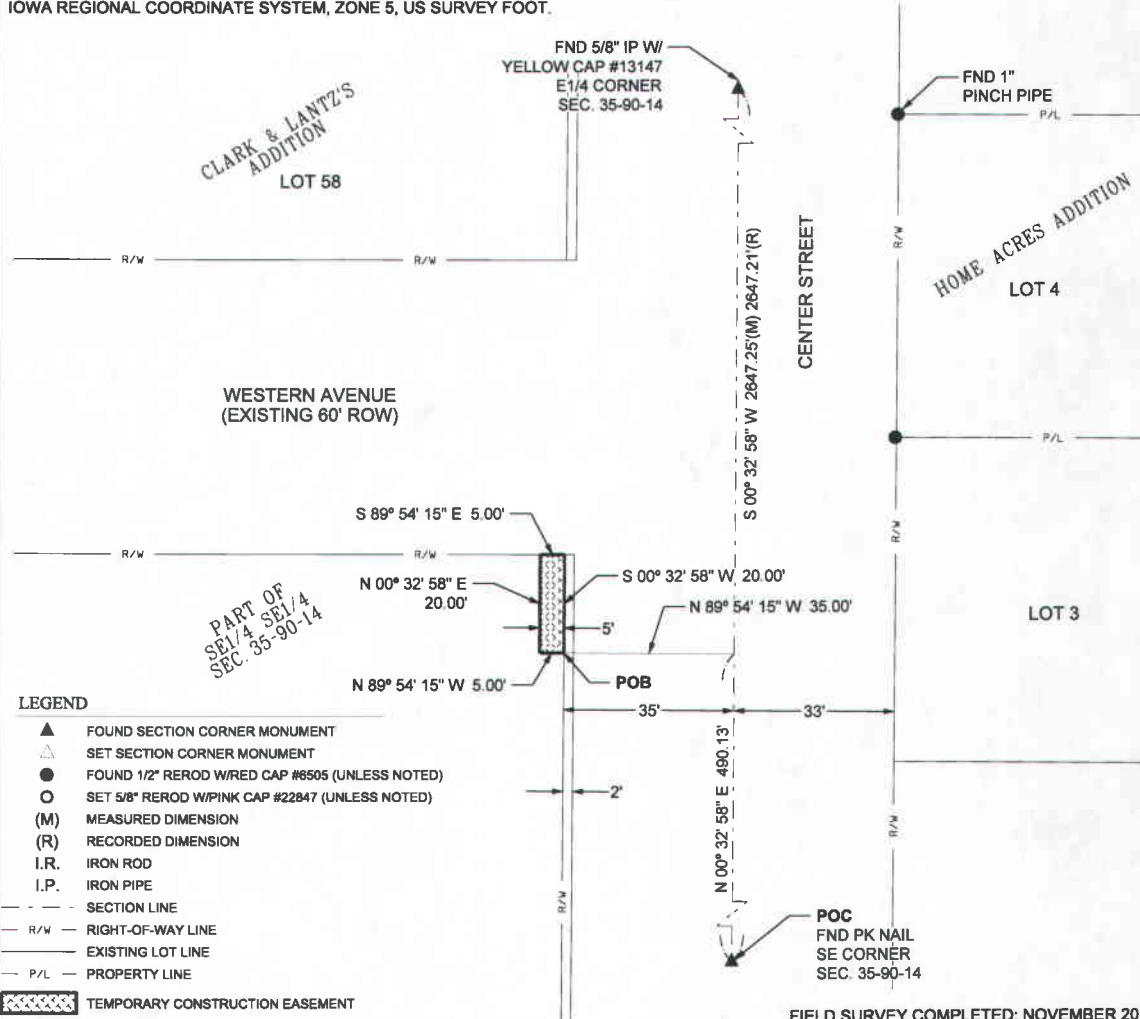 IOWA REGIONAL COORDINATE SYSTEM, ZONE 5, US SURVEY FOOT.
FND 5/8" IP W/
YELLOW CAP #13147
E1/4 CORNER
SEC. 35-90-14
FND 1"
PINCH PIPE
P/L
CLARK & LANTZ'S
ADDITION
LOT 58
R/W
R/W
R/W
HOME ACRES ADDITION
LOT 4
CENTER STREET
S 00° 32' 58" W 2647.25'(M) 2647.21'(R)
WESTERN AVENUE
(EXISTING 60' ROW)
P/L
S 89° 54' 15" E 5.00'
R/W
R/W
R/W
N 00° 32' 58" E
20.00'
S 00° 32' 58" W 20.00'
N 89° 54' 15" W 35.00'
5'
PART OF
SE1/4 SE1/4
SEC. 35-90-14
LOT 3
N 89° 54' 15" W 5.00'
POB
35'
33'
2'
N 00° 32' 58" E 490.13'
R/W
R/W
POC
FND PK NAIL
SE CORNER
SEC. 35-90-14
LEGEND
FOUND SECTION CORNER MONUMENT
SET SECTION CORNER MONUMENT
FOUND 1/2" REROD W/RED CAP #6505 (UNLESS NOTED)
SET 5/8" REROD W/PINK CAP #22847 (UNLESS NOTED)
(M) MEASURED DIMENSION
(R) RECORDED DIMENSION
I.R. IRON ROD
I.P. IRON PIPE
SECTION LINE
R/W RIGHT-OF-WAY LINE
EXISTING LOT LINE
P/L PROPERTY LINE
TEMPORARY CONSTRUCTION EASEMENT
FIELD SURVEY COMPLETED: NOVEMBER 20